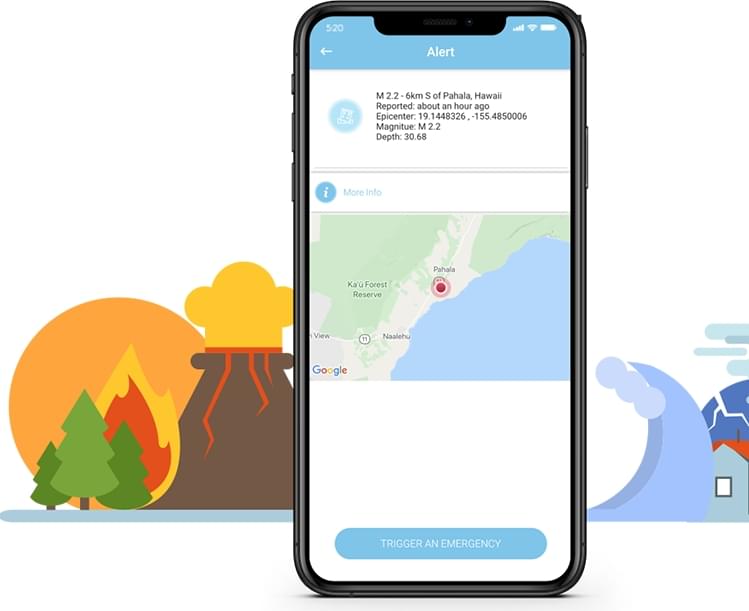 5:20
Alert
M 2.2 - 6km S of Pahala, Hawaii
Reported: about an hour ago
Epicenter: 19.1448326 , -155.4850006
Magnitue: M 2.2
Depth: 30.68
i
More Info
Pahala
Ka'ū Forest
Reserve
n View
11
Naalehu
Google
TRIGGER AN EMERGENCY